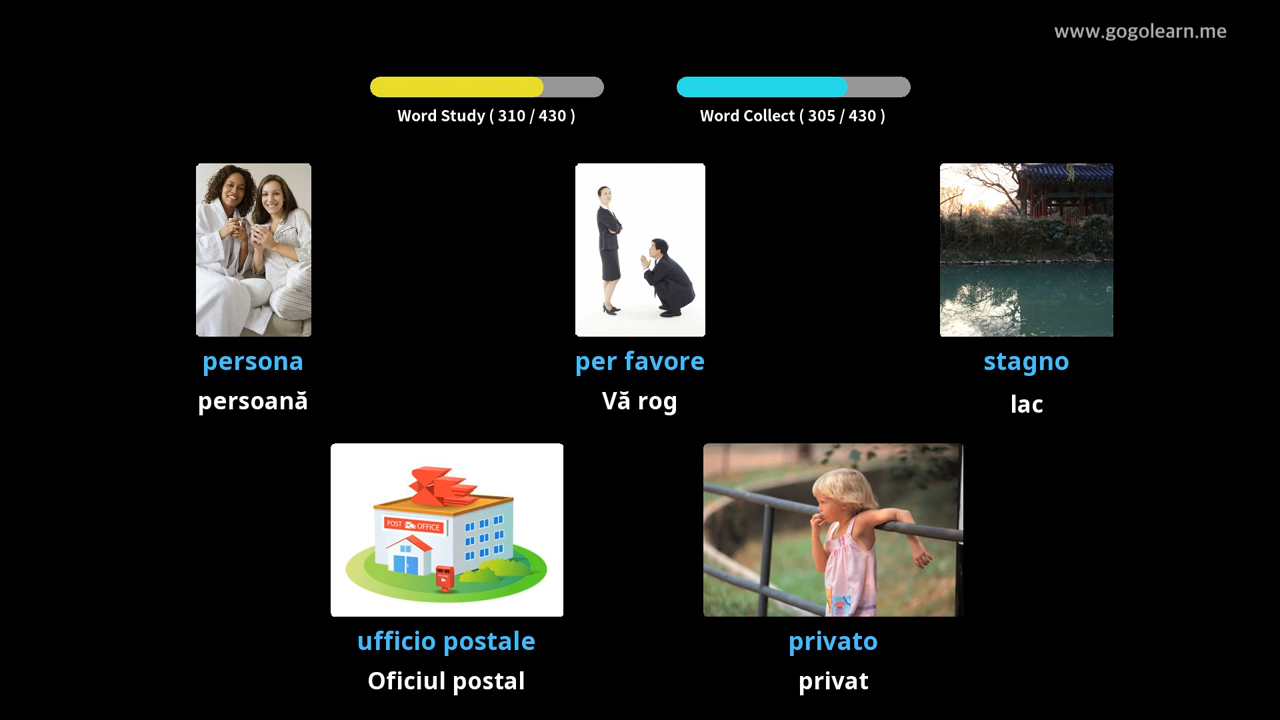 www.gogolearn.me
Word Study ( 310 / 430 )
Word Collect ( 305 / 430 )
persona
per favore
stagno
persoană
Vă rog
lac
POST OFFICE
ufficio postale
privato
Oficiul postal
privat